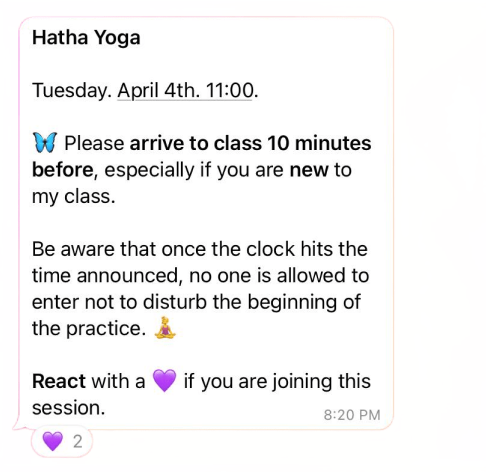 Hatha Yoga
Tuesday. April 4th. 11:00.
🦋 Please arrive to class 10 minutes
before, especially if you are new to
my class.
Be aware that once the clock hits the
time announced, no one is allowed to
enter not to disturb the beginning of
the practice. 🧘
React with a 💜 if you are joining this
session.
8:20 PM
💜 2